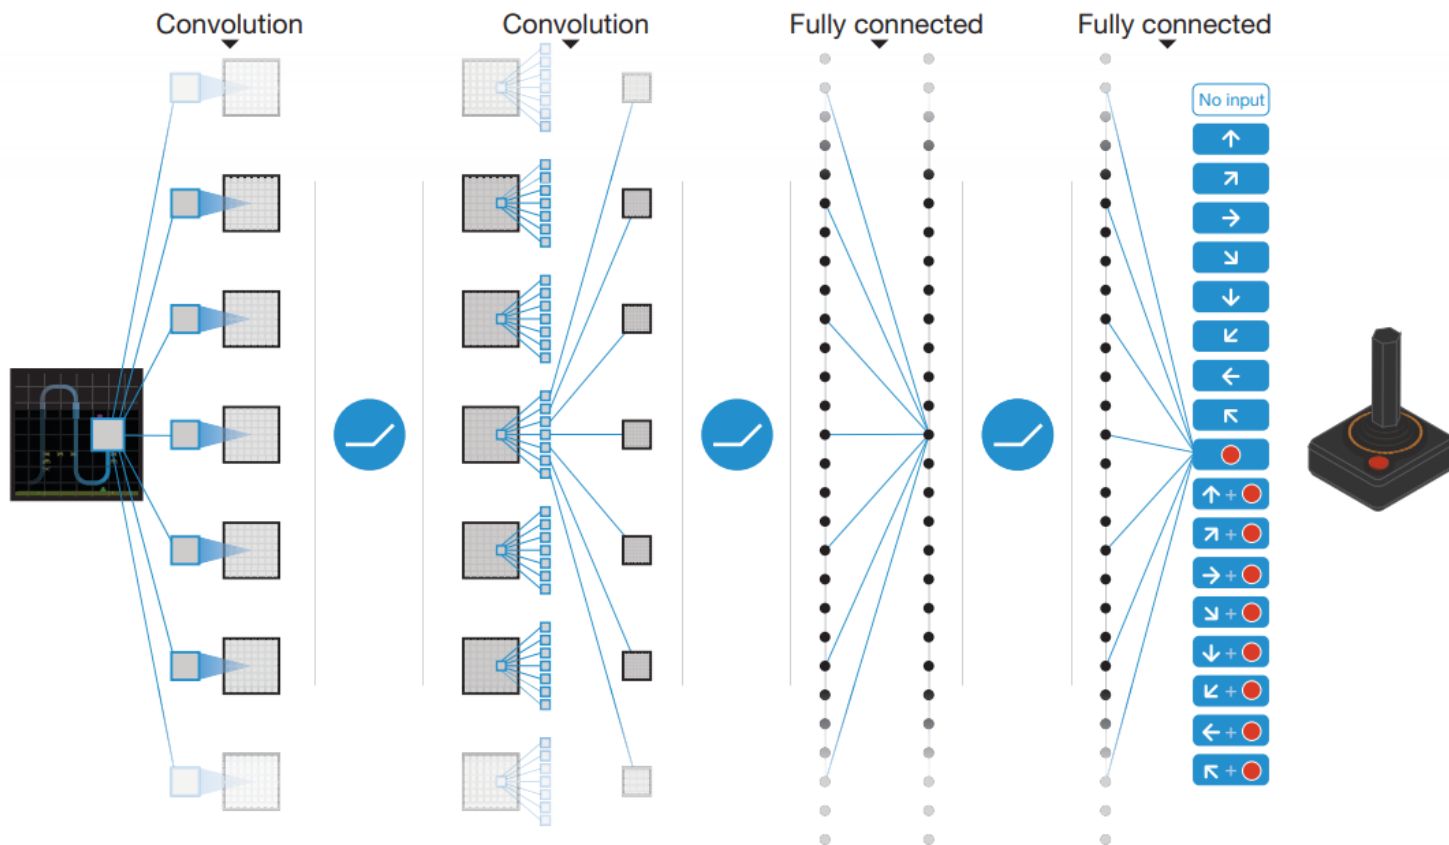 Convolution
Convolution
Fully connected
Fully connected
No input
+
+
+
+
+
+
+
+